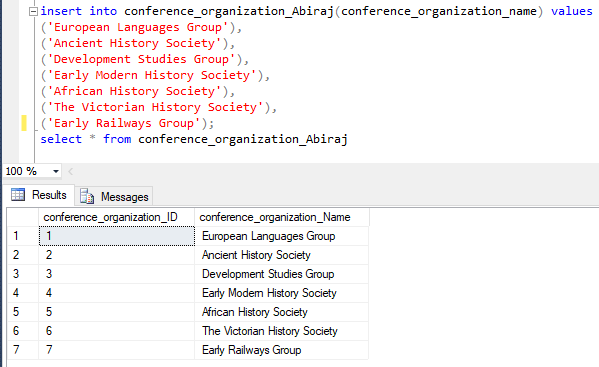 insert into conference_organization_Abiraj(conference_organization_name) values
('European Languages Group'),
('Ancient History Society'),
('Development Studies Group'),
('Early Modern History Society'),
('African History Society'),
('The Victorian History Society'),
('Early Railways Group');
select * from conference_organization_Abiraj
100 %
Results Messages
conference_organization_ID conference_organization_Name
1 1 European Languages Group
2 2 Ancient History Society
3 3 Development Studies Group
4 4 Early Modern History Society
5 5 African History Society
6 6 The Victorian History Society
7 7 Early Railways Group